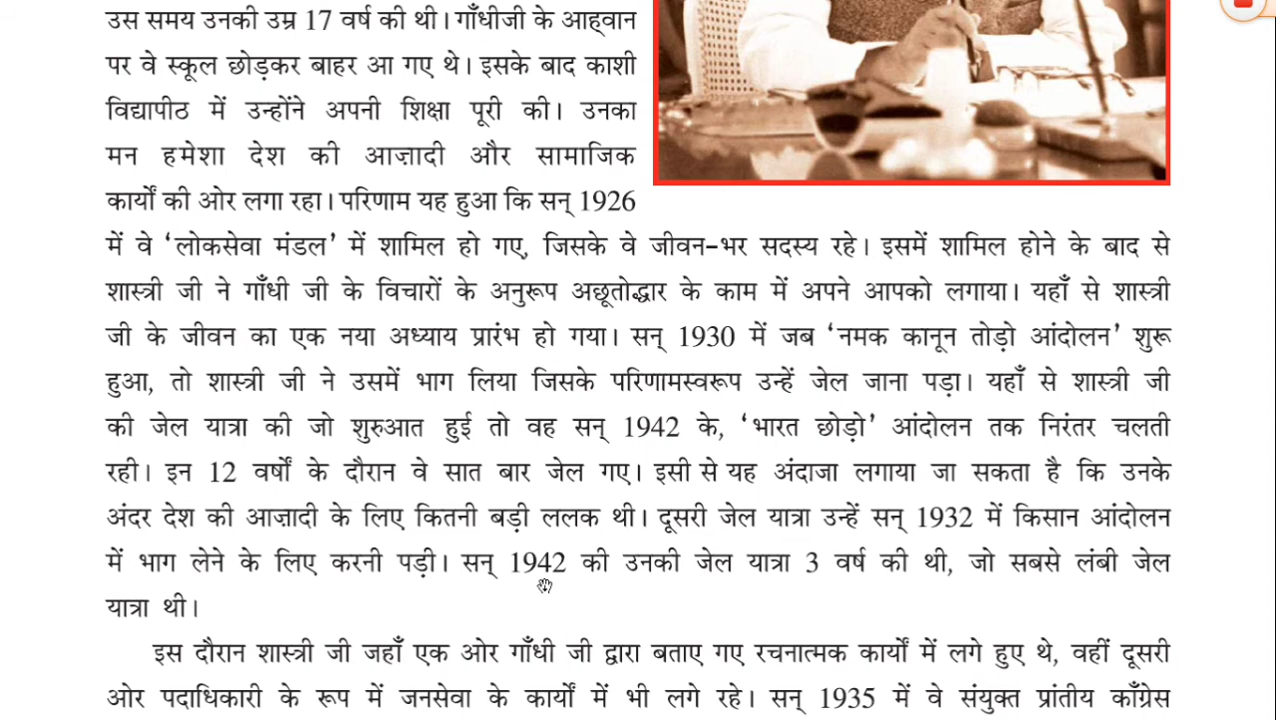 उस समय उनकी उम्र 17 वर्ष की थी। गाँधीजी के आह्वान
पर वे स्कूल छोड़कर बाहर आ गए थे। इसके बाद काशी
विद्यापीठ में उन्होंने अपनी शिक्षा पूरी की। उनका
मन हमेशा देश की आज़ादी और सामाजिक
कार्यों की ओर लगा रहा। परिणाम यह हुआ कि सन् 1926
में वे ‘लोकसेवा मंडल’ में शामिल हो गए, जिसके वे जीवन-भर सदस्य रहे। इसमें शामिल होने के बाद से
शास्त्री जी ने गाँधी जी के विचारों के अनुरूप अछूतोद्धार के काम में अपने आपको लगाया। यहाँ से शास्त्री
जी के जीवन का एक नया अध्याय प्रारंभ हो गया। सन् 1930 में जब ‘नमक कानून तोड़ो आंदोलन’ शुरू
हुआ, तो शास्त्री जी ने उसमें भाग लिया जिसके परिणामस्वरूप उन्हें जेल जाना पड़ा। यहाँ से शास्त्री जी
की जेल यात्रा की जो शुरुआत हुई तो वह सन् 1942 के, ‘भारत छोड़ो’ आंदोलन तक निरंतर चलती
रही। इन 12 वर्षों के दौरान वे सात बार जेल गए। इसी से यह अंदाजा लगाया जा सकता है कि उनके
अंदर देश की आज़ादी के लिए कितनी बड़ी ललक थी। दूसरी जेल यात्रा उन्हें सन् 1932 में किसान आंदोलन
में भाग लेने के लिए करनी पड़ी। सन् 1942 की उनकी जेल यात्रा 3 वर्ष की थी, जो सबसे लंबी जेल
यात्रा थी।
इस दौरान शास्त्री जी जहाँ एक ओर गाँधी जी द्वारा बताए गए रचनात्मक कार्यों में लगे हुए थे, वहीं दूसरी
ओर पदाधिकारी के रूप में जनसेवा के कार्यों में भी लगे रहे। सन् 1935 में वे संयुक्त प्रांतीय काँग्रेस